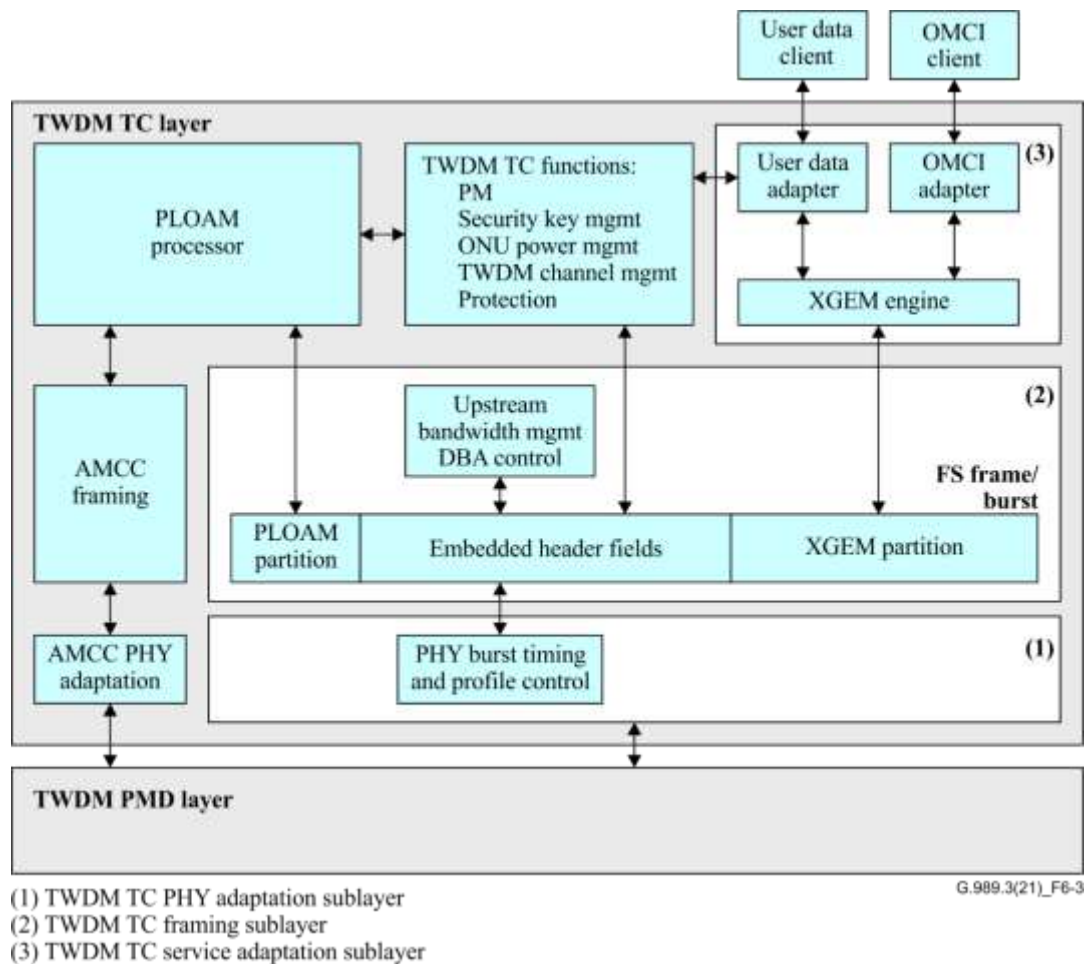 User data
client
OMCI
client
TWDM TC layer
PLOAM
processor
TWDM TC functions:
PM
Security key mgmt
ONU power mgmt
TWDM channel mgmt
Protection
User data
adapter
OMCI
adapter
(3)
XGEM engine
AMCC
framing
Upstream
bandwidth mgmt
DBA control
(2)
FS frame/
burst
PLOAM
partition
Embedded header fields
XGEM partition
AMCC PHY
adaptation
PHY burst timing
and profile control
(1)
TWDM PMD layer
G.989.3(21)_F6-3
(1) TWDM TC PHY adaptation sublayer
(2) TWDM TC framing sublayer
(3) TWDM TC service adaptation sublayer